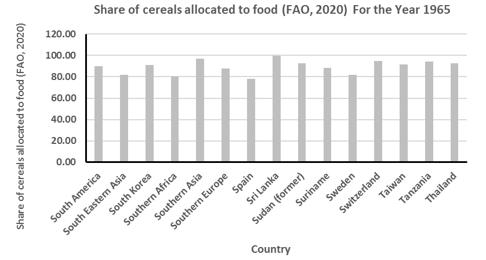 Share of cereals allocated to food (FAO, 2020)  For the Year 1965
Share of cereals allocated to food (FAO, 2020)
120.00
100.00
80.00
60.00
40.00
20.00
0.00
South America
South Eastern Asia
South Korea
Southern Africa
Southern Asia
Southern Europe
Spain
Sri Lanka
Sudan (former)
Suriname
Sweden
Switzerland
Taiwan
Tanzania
Thailand
Country